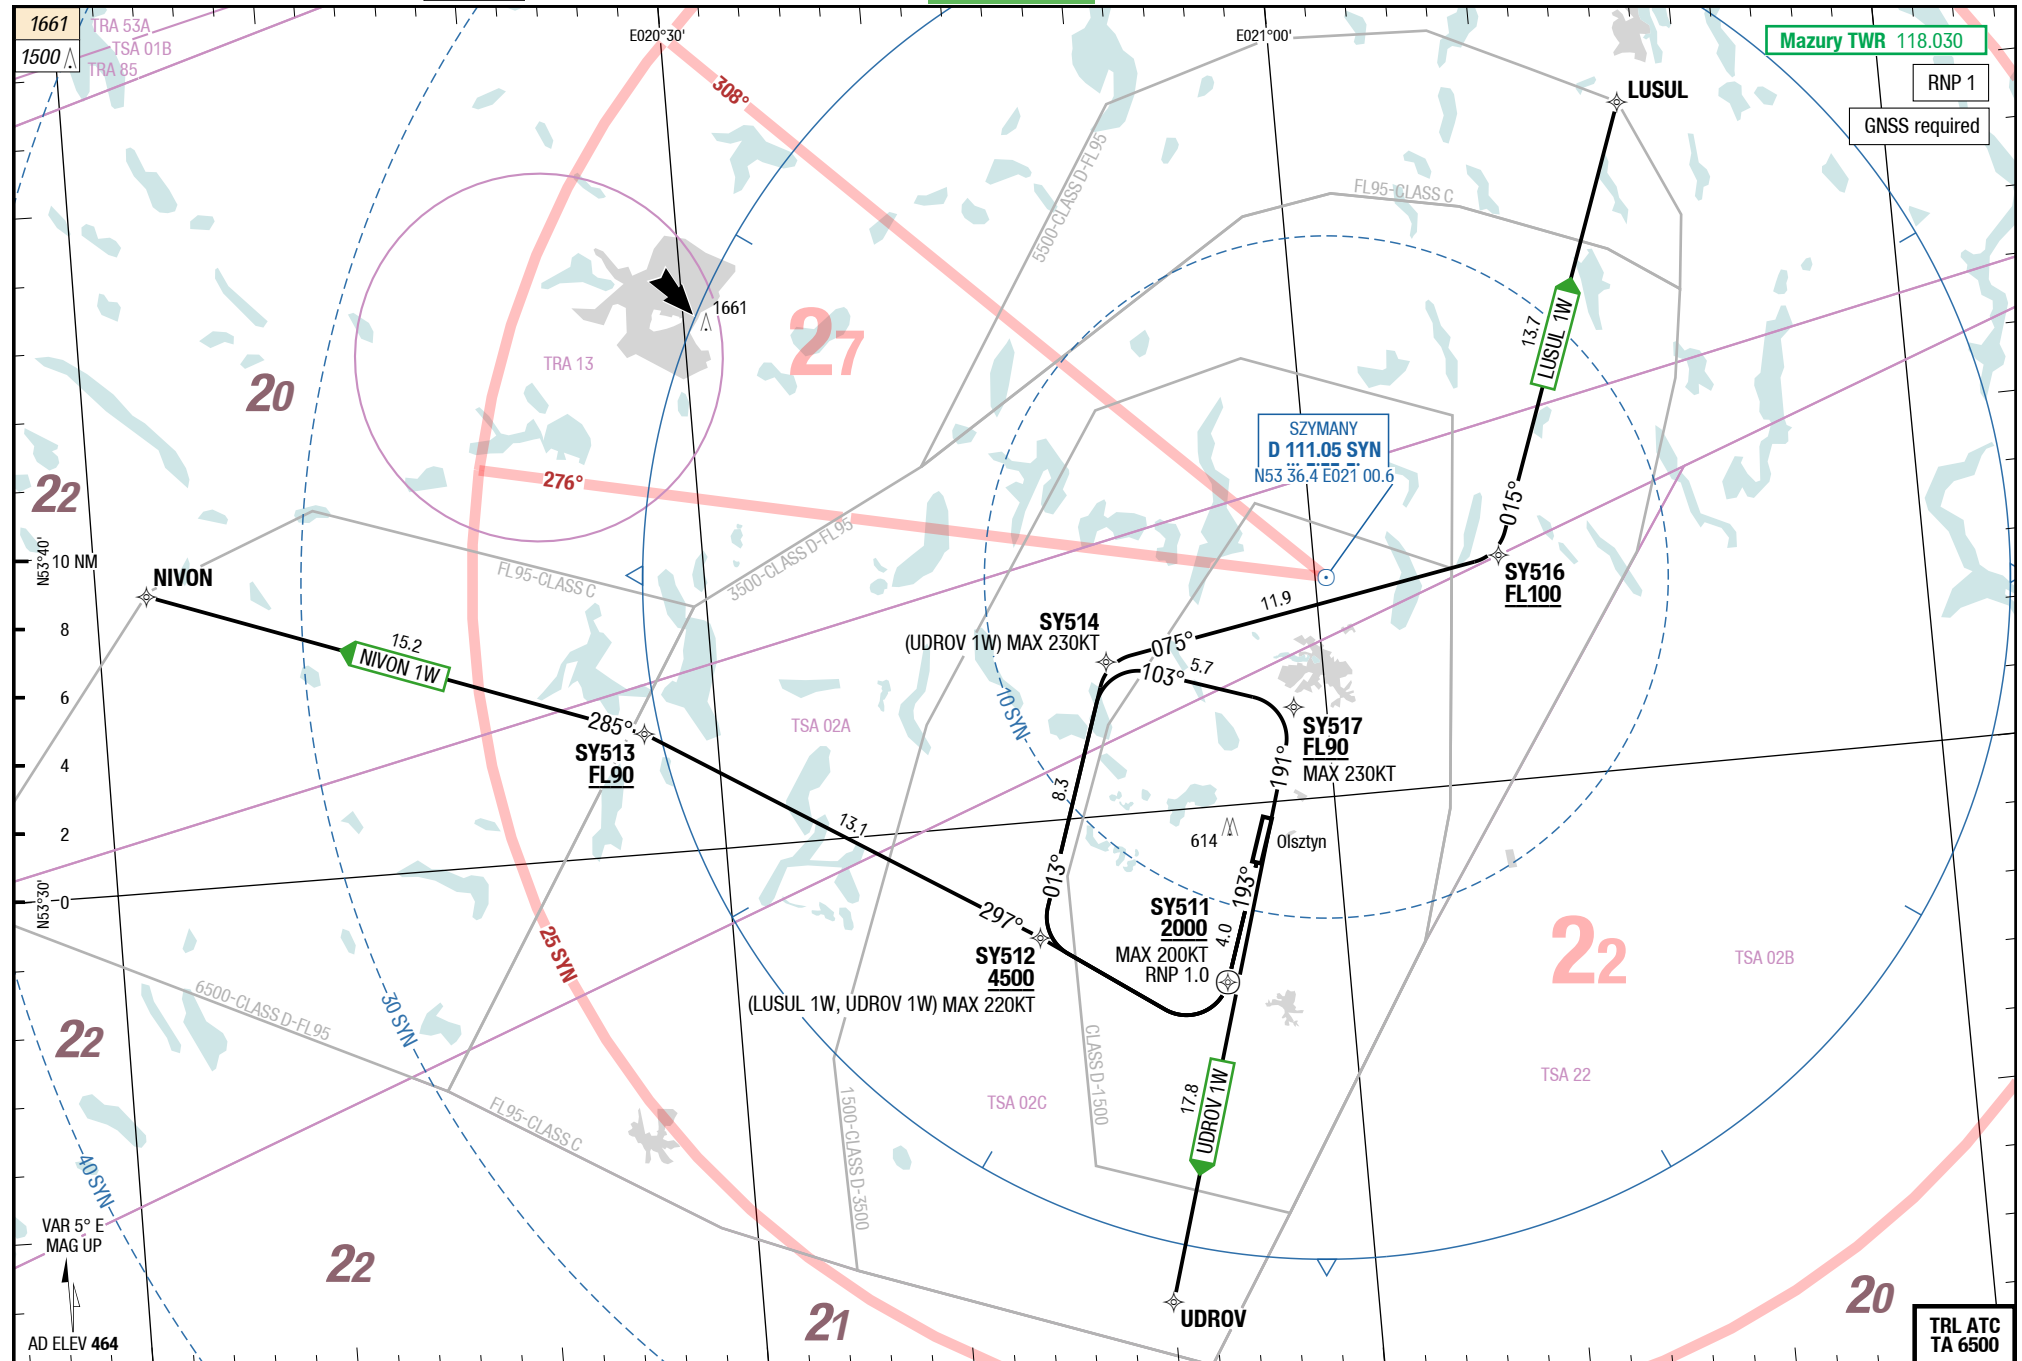 1661
1500
TRA 53A
TSA 01B
TRA 85
E020°30'
E021°00'
Mazury TWR 118.030
RNP 1
GNSS required
LUSUL
308°
5500-CLASS D-FL95
FL95-CLASS C
1661
27
TRA 13
20
13.7
LUSUL 1W
SZYMANY
D 111.05 SYN
N53 36.4 E021 00.6
276°
22
015°
3500-CLASS D-FL95
N53°40'
10 NM
FL95-CLASS C
NIVON
SY516
FL100
11.9
8
SY514
(UDROV 1W) MAX 230KT
075°
15.2
NIVON 1W
103°
5.7
6
10 SYN
285°
TSA 02A
SY513
FL90
SY517
FL90
MAX 230KT
191°
4
8.3
13.1
2
614
Olsztyn
013°
193°
N53°30'
0
297°
SY511
2000
MAX 200KT
RNP 1.0
4.0
25 SYN
22
TSA 02B
SY512
4500
(LUSUL 1W, UDROV 1W) MAX 220KT
6500-CLASS D-FL95
30 SYN
22
CLASS D-1500
TSA 22
TSA 02C
17.8
UDROV 1W
FL95-CLASS C
1500-CLASS D-3500
40 SYN
VAR 5° E
MAG UP
22
20
21
UDROV
AD ELEV 464
TRL ATC
TA 6500